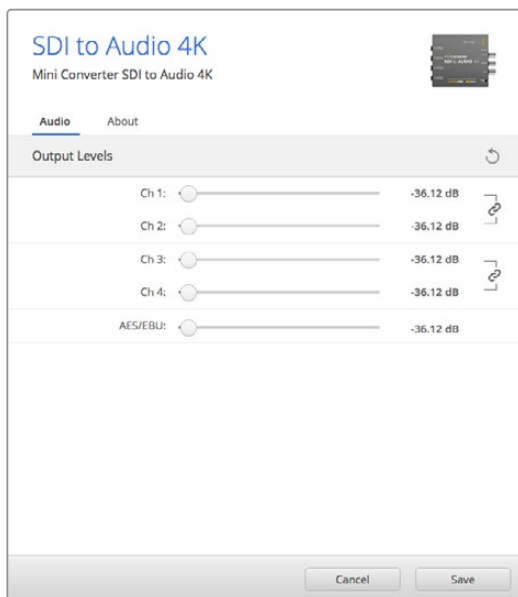 SDI to Audio 4K
Mini Converter SDI to Audio 4K
Audio About
Output Levels
Ch 1: -36.12 dB
Ch 2: -36.12 dB
Ch 3: -36.12 dB
Ch 4: -36.12 dB
AES/EBU: -36.12 dB
Cancel Save